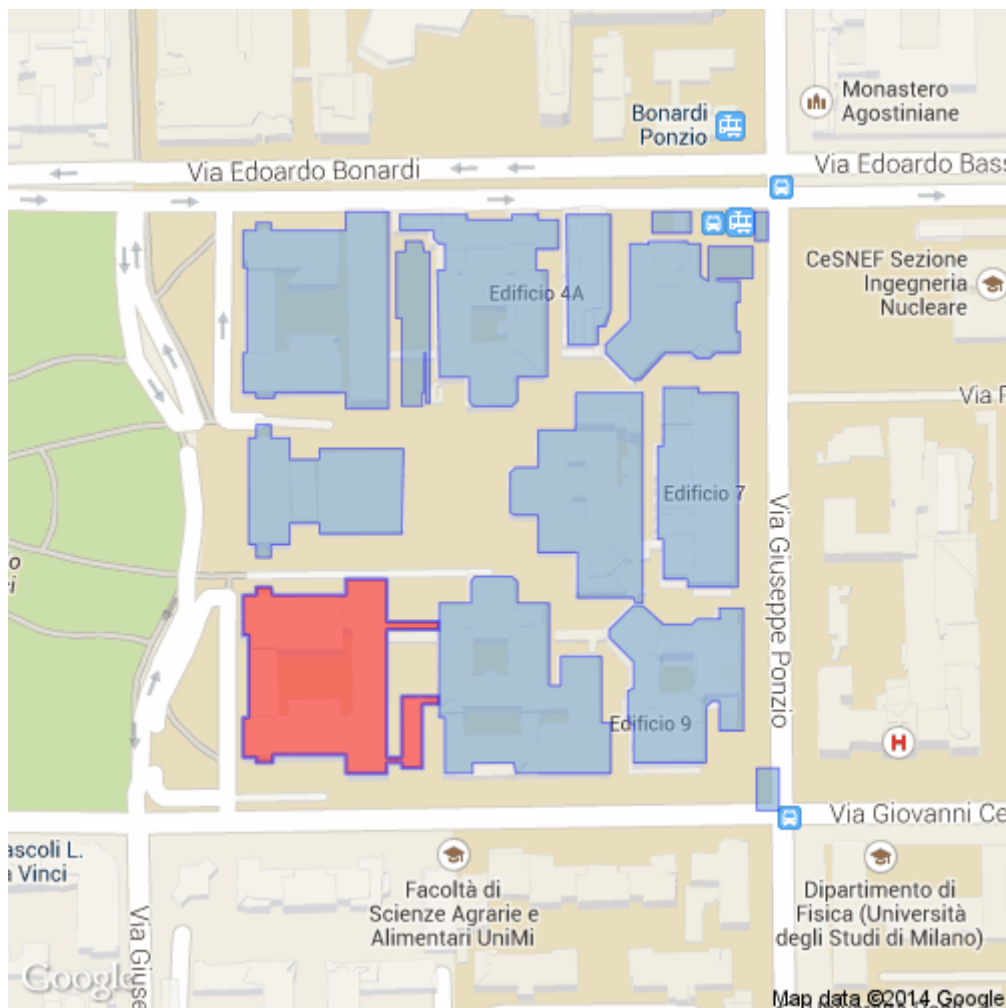 Monastero
Agostiniane
Bonardi
Ponzio
Via Edoardo Bonardi
Via Edoardo Bass
CeSNEF Sezione
Ingegneria
Nucleare
Edificio 4A
Via F
Edificio 7
Via Giuseppe Ponzio
o
ci
Edificio 9
H
Via Giovanni Ce
ascoli L.
a Vinci
Facoltà di
Scienze Agrarie e
Alimentari UniMi
Dipartimento di
Fisica (Università
degli Studi di Milano)
Via Giuse
Google
Map data ©2014 Google